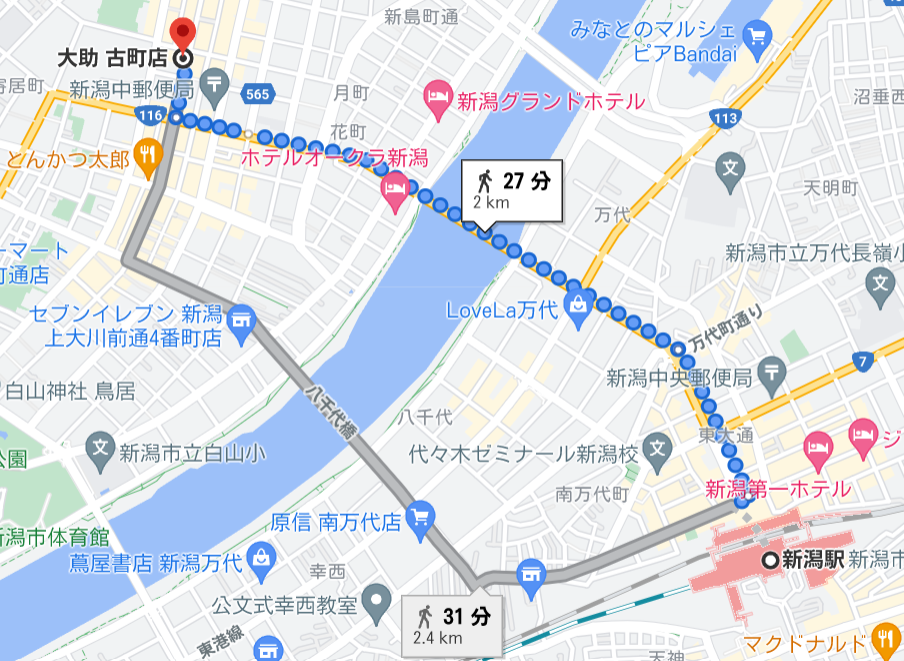 新島町通
みなとのマルシェ
ピアBandai
大助 古町店
寄居町
新潟中郵便局
565
月町
新潟グランドホテル
沼垂西
116
花町
113
とんかつ太郎
ホテルオークラ新潟
27 分
2 km
天明町
万代
ーマート
町通店
新潟市立万代長嶺小
セブンイレブン 新潟
上大川前通4番町店
LoveLa万代
万代町通り
7
白山神社 鳥居
八千代橋
新潟中央郵便局
八千代
東大通
公園
新潟市立白山小
代々木ゼミナール新潟校
ジ
南万代町
新潟第一ホテル
原信 南万代店
新潟市体育館
蔦屋書店 新潟万代
幸西
新潟駅
新潟市
公文式幸西教室
31 分
2.4 km
東港線
天神
マクドナルド